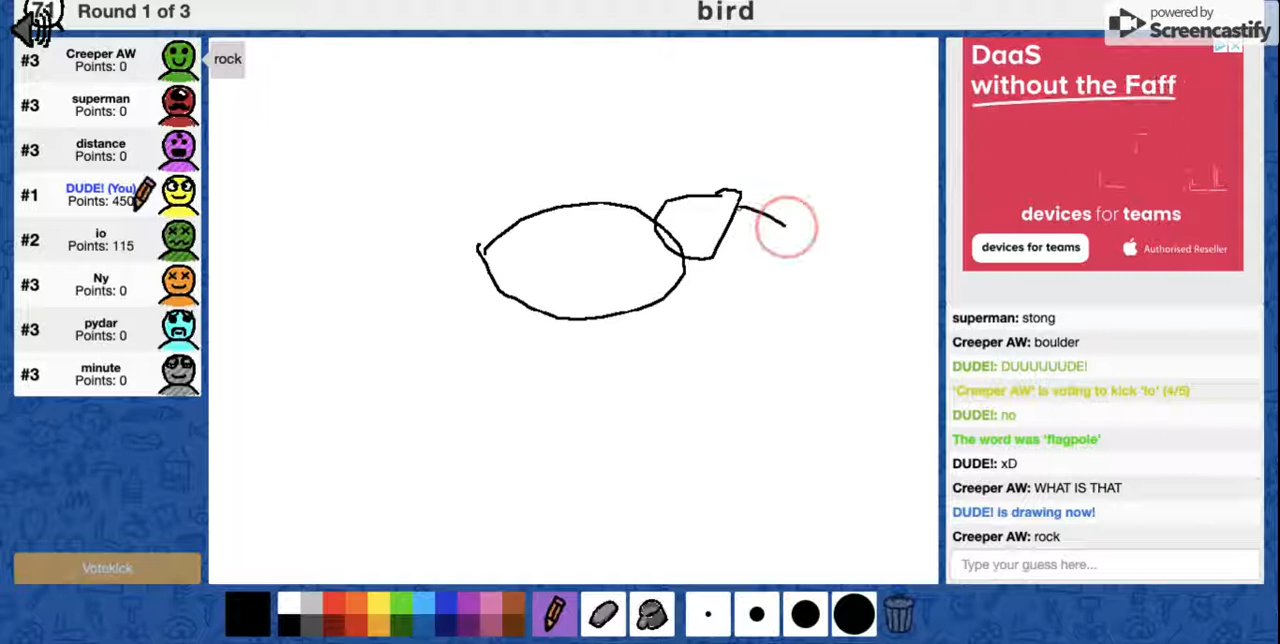 71
Round 1 of 3
bird
powered by
Screencastify
#3
Creeper AW
Points: 0
rock
#3
superman
Points: 0
#3
distance
Points: 0
#1
DUDE! (You)
Points: 450
#2
io
Points: 115
#3
Ny
Points: 0
#3
pydar
Points: 0
#3
minute
Points: 0
Votekick
DaaS
without the Faff
devices for teams
devices for teams
Authorised Reseller
superman: stong
Creeper AW: boulder
DUDE!: DUUUUUUDE!
'Creeper AW' is voting to kick 'io' (4/5)
DUDE!: no
The word was 'flagpole'
DUDE!: xD
Creeper AW: WHAT IS THAT
DUDE! is drawing now!
Creeper AW: rock
Type your guess here...